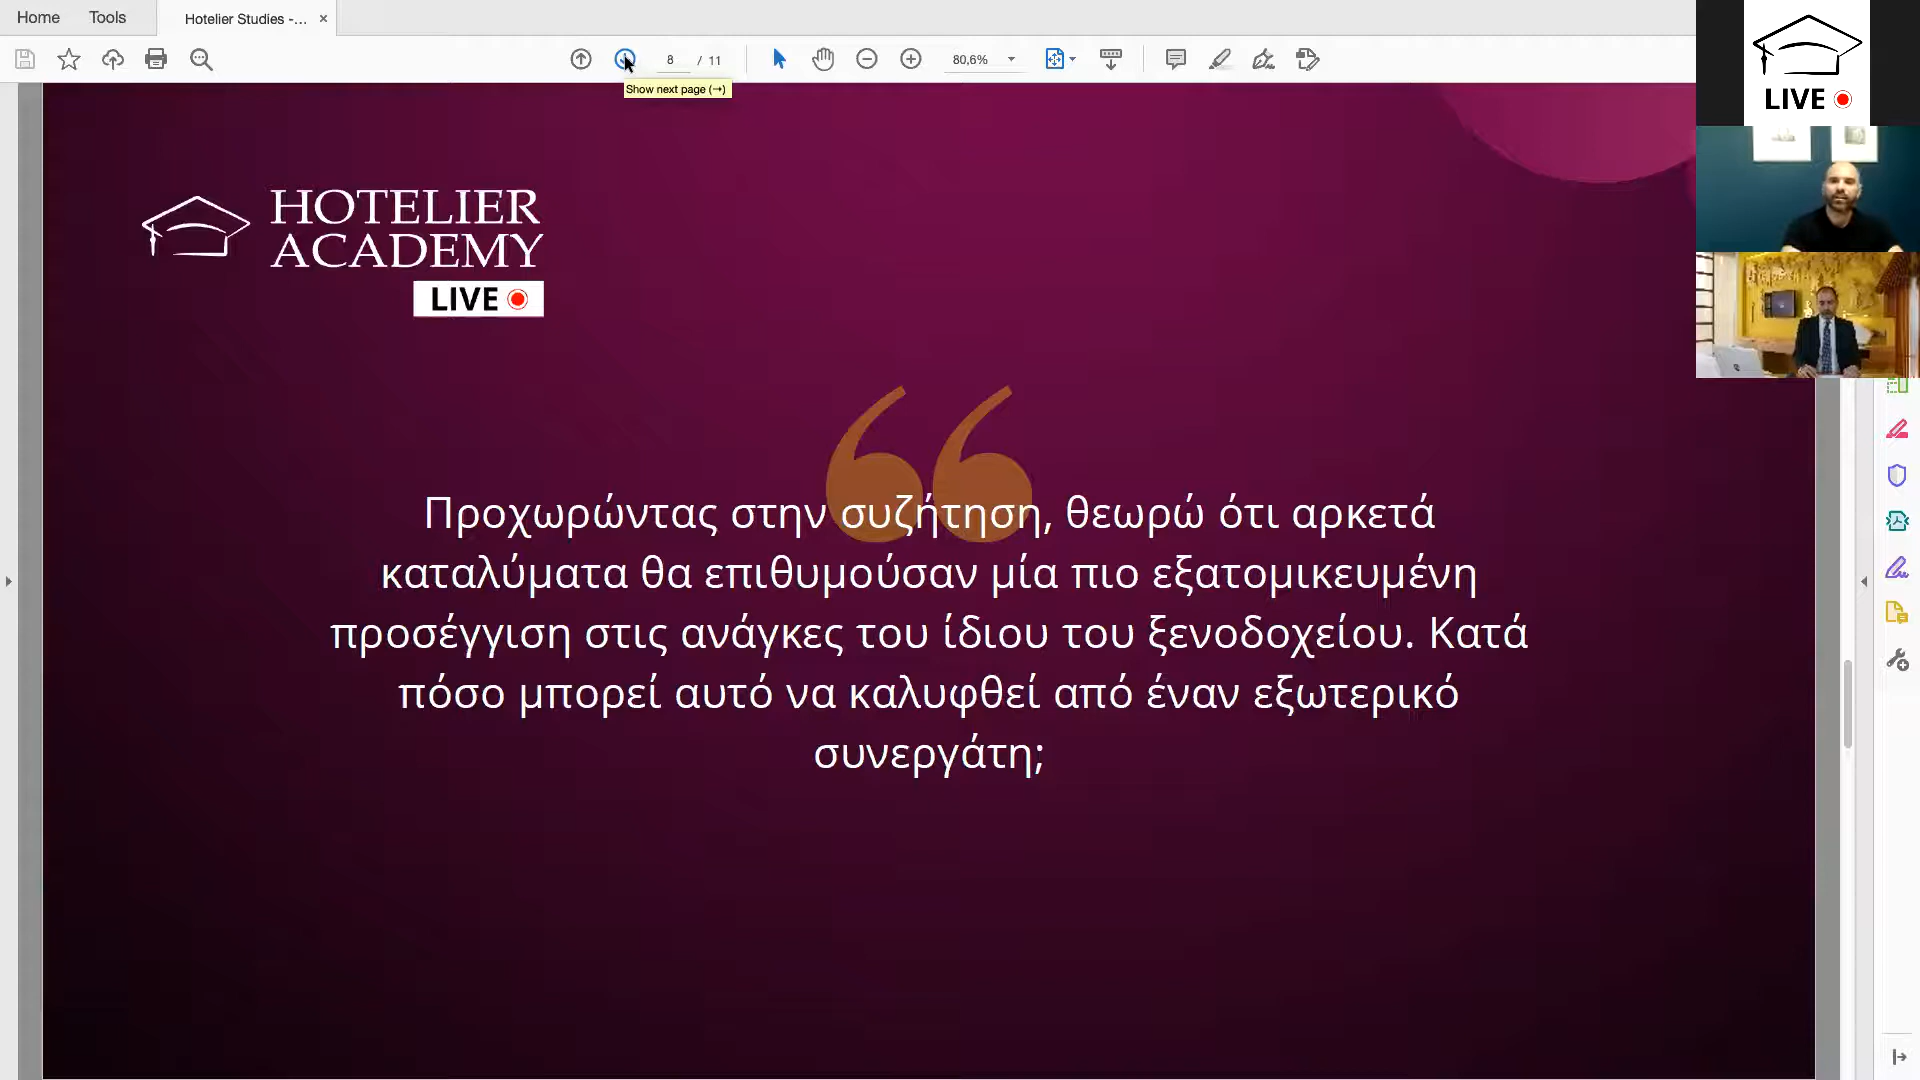 Home
Tools
Hotelier Studies -...
8 / 11
80,6%
Show next page (→)
LIVE
HOTELIER
ACADEMY
LIVE
Προχωρώντας στην συζήτηση, θεωρώ ότι αρκετά
καταλύματα θα επιθυμούσαν μία πιο εξατομικευμένη
προσέγγιση στις ανάγκες του ίδιου του ξενοδοχείου. Κατά
πόσο μπορεί αυτό να καλυφθεί από έναν εξωτερικό
συνεργάτη;